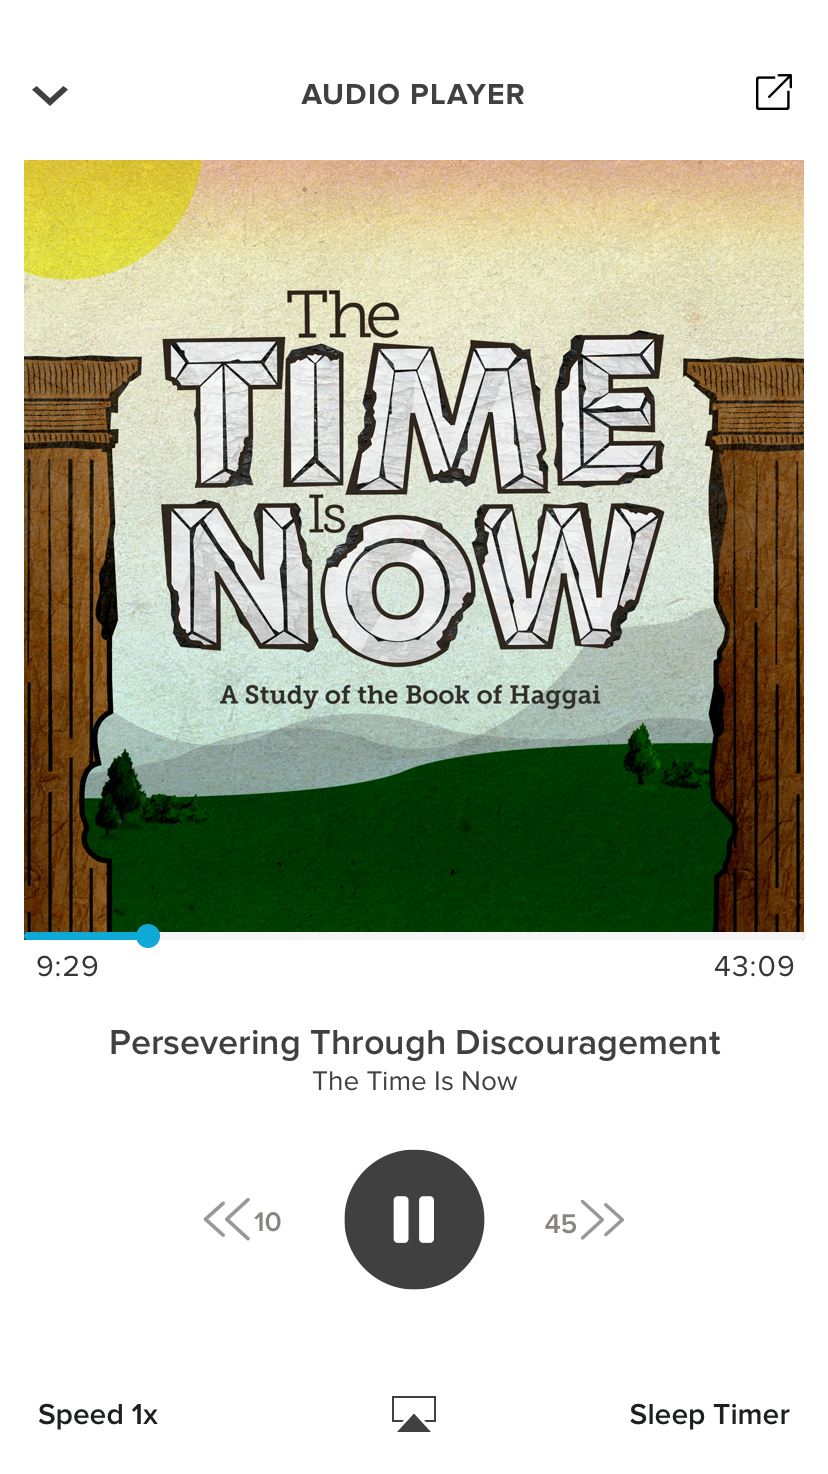 AUDIO PLAYER
The
TIME
Is
NOW
A Study of the Book of Haggai
9:29
43:09
Persevering Through Discouragement
The Time Is Now
10
45
Speed 1x
Sleep Timer